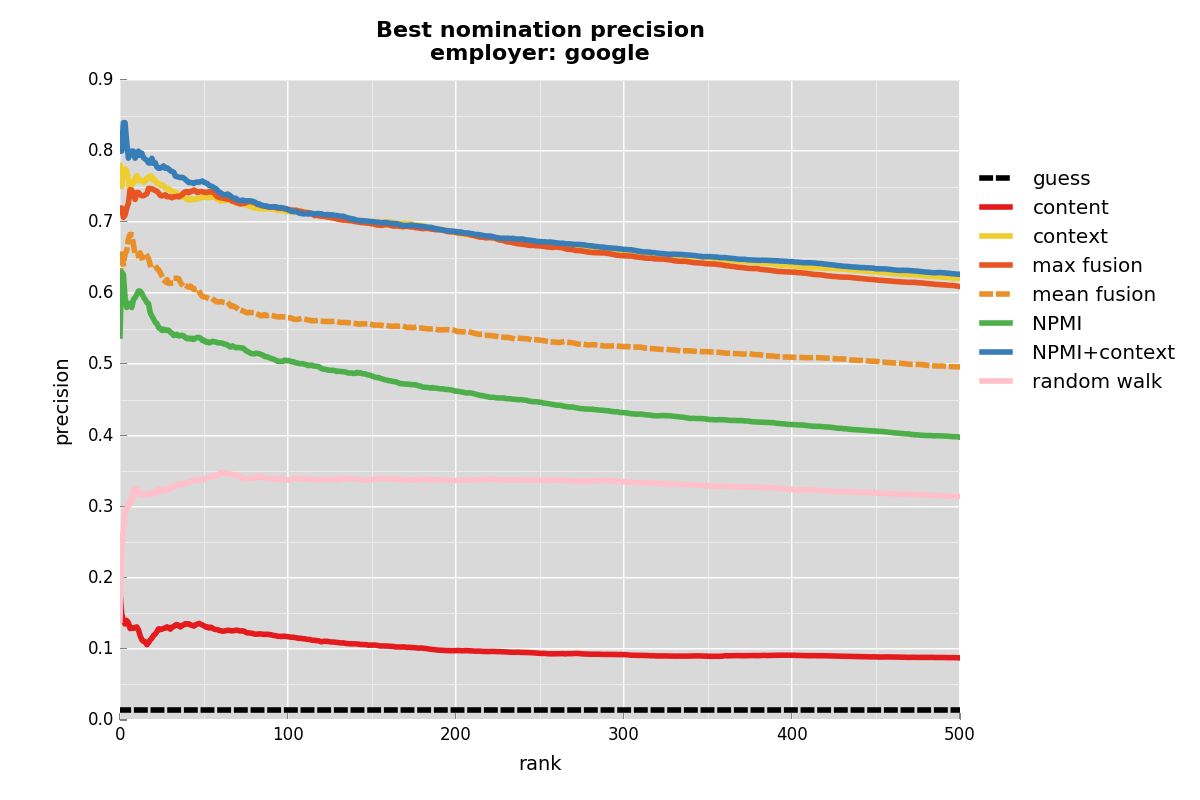 Best nomination precision
employer: google
precision
0.9
0.8
0.7
0.6
0.5
0.4
0.3
0.2
0.1
0.0
0
100
200
300
400
500
rank
guess
content
context
max fusion
mean fusion
NPMI
NPMI+context
random walk